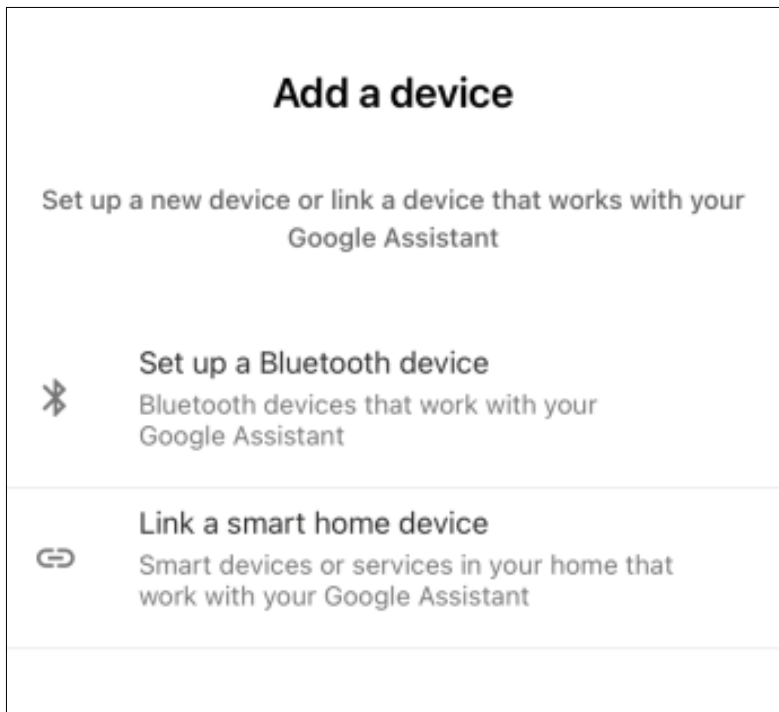 Add a device
Set up a new device or link a device that works with your
Google Assistant
Set up a Bluetooth device
Bluetooth devices that work with your
Google Assistant
Link a smart home device
Smart devices or services in your home that
work with your Google Assistant